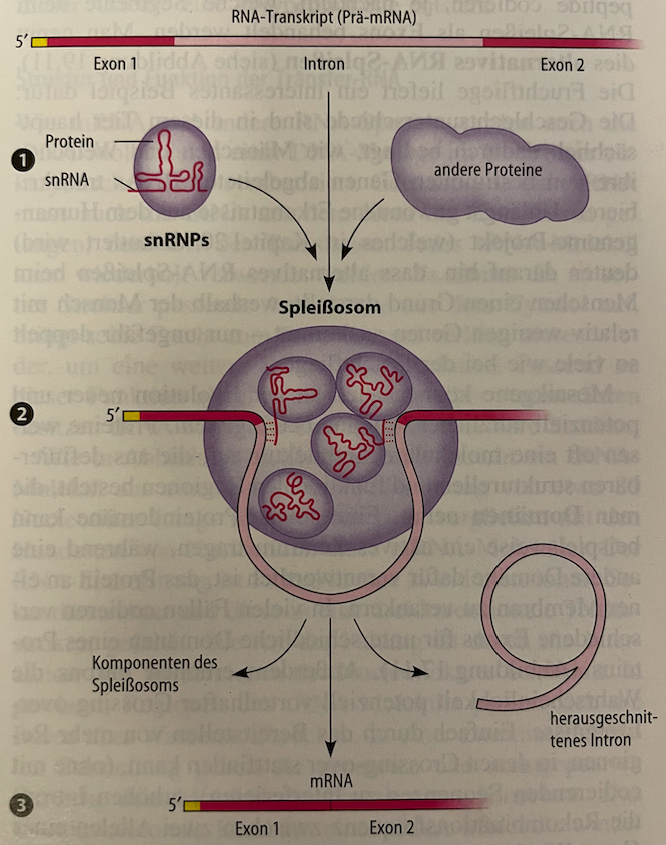 RNA-Transkript (Prä-mRNA)
5′
Exon 1
Intron
Exon 2
1
Protein
snRNA
snRNPs
andere Proteine
Spleißosom
2
5′
Komponenten des
Spleißosoms
herausgeschnit-
tenes Intron
mRNA
3
5′
Exon 1
Exon 2